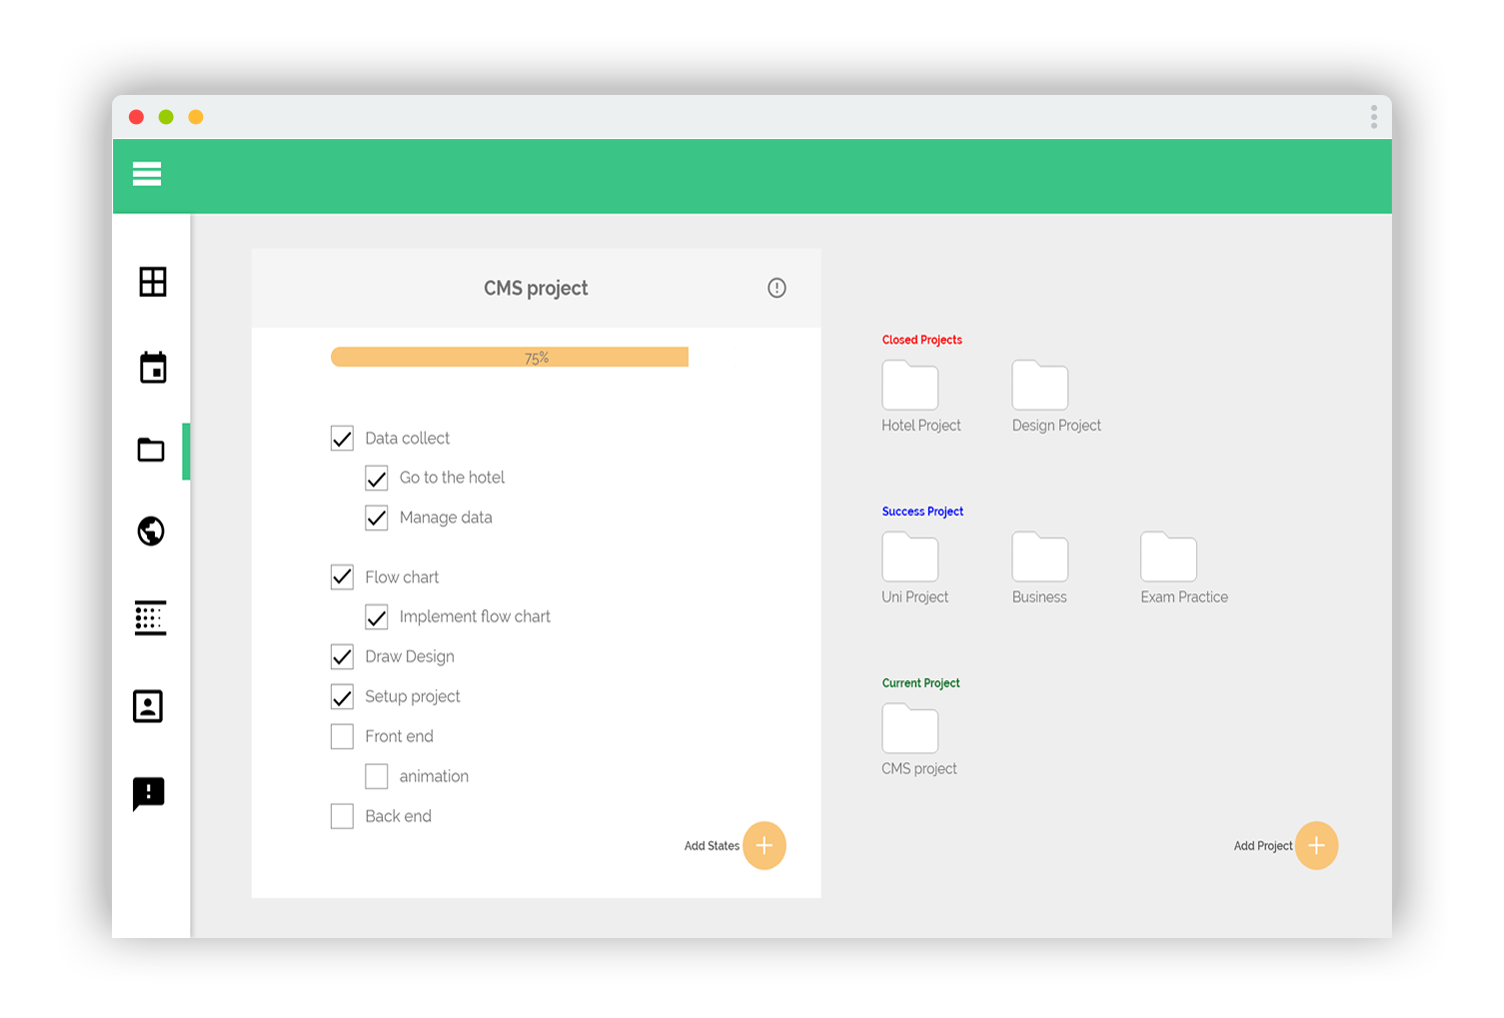 CMS project
75%
Data collect
Go to the hotel
Manage data
Flow chart
Implement flow chart
Draw Design
Setup project
Front end
animation
Back end
Add States
Closed Projects
Hotel Project
Design Project
Success Project
Uni Project
Business
Exam Practice
Current Project
CMS project
Add Project